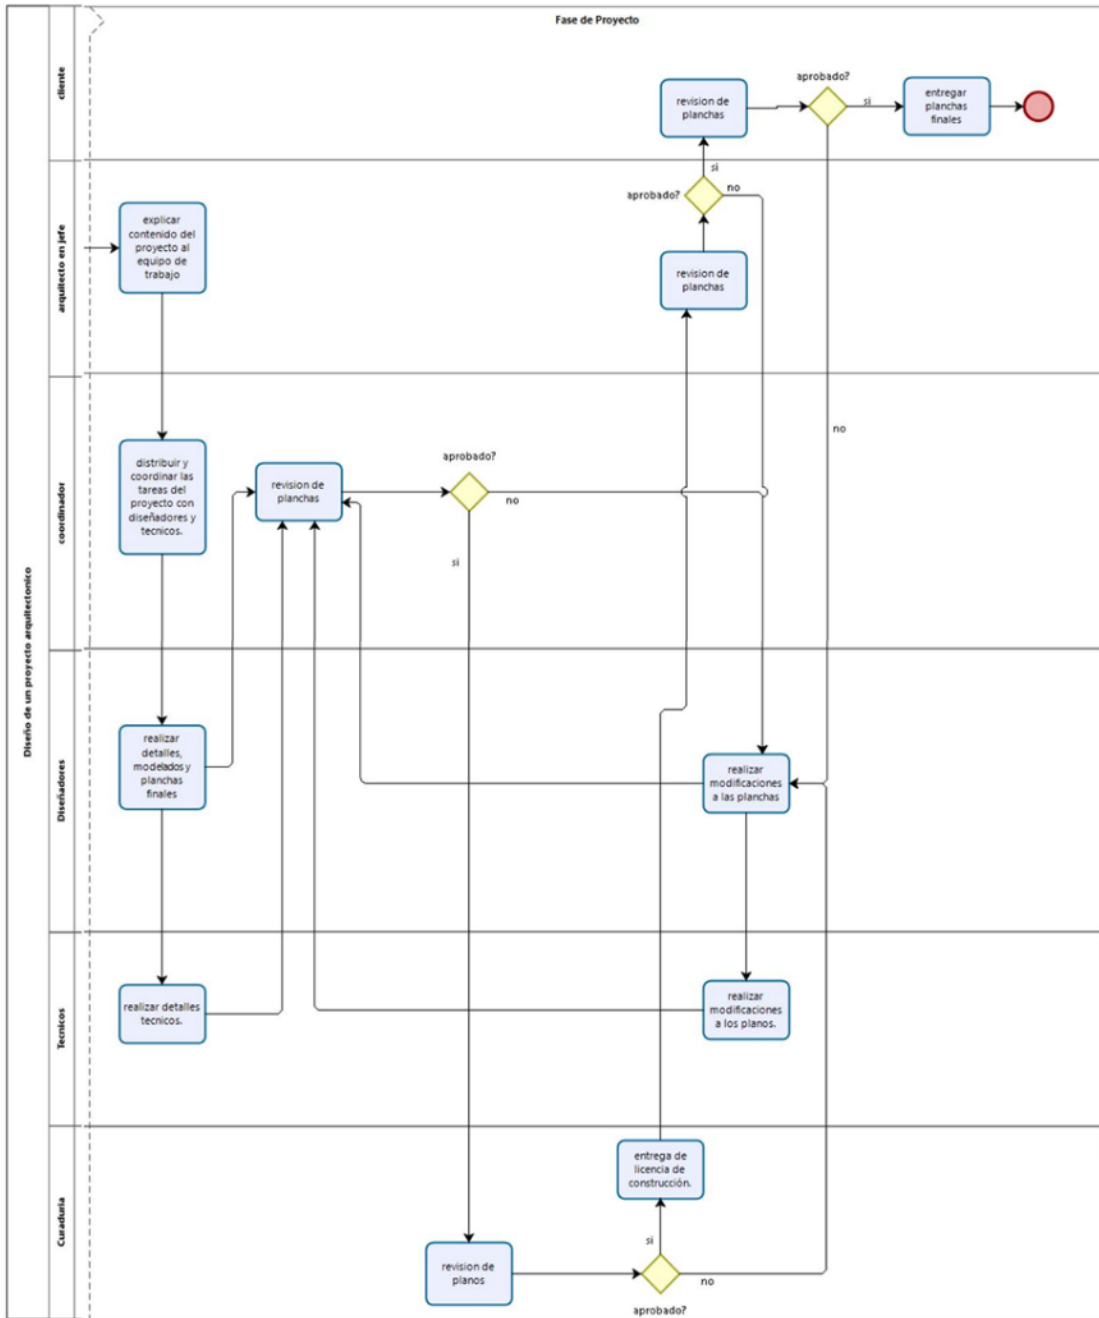 Fase de Proyecto
Diseño de un proyecto arquitectonico
cliente
revision de
planchas
aprobado?
si
entregar
planchas
finales
no
arquitecto en jefe
explicar
contenido del
proyecto al
equipo de
trabajo
aprobado?
si
no
revision de
planchas
coordinador
distribuir y
coordinar las
tareas del
proyecto con
diseñadores y
tecnicos.
revision de
planchas
aprobado?
no
si
Diseñadores
realizar
detalles,
modelados y
planchas
finales
realizar
modificaciones
a las planchas
Tecnicos
realizar detalles
tecnicos.
realizar
modificaciones
a los planos.
Curaduria
entrega de
licencia de
construcción.
revision de
planos
si
no
aprobado?